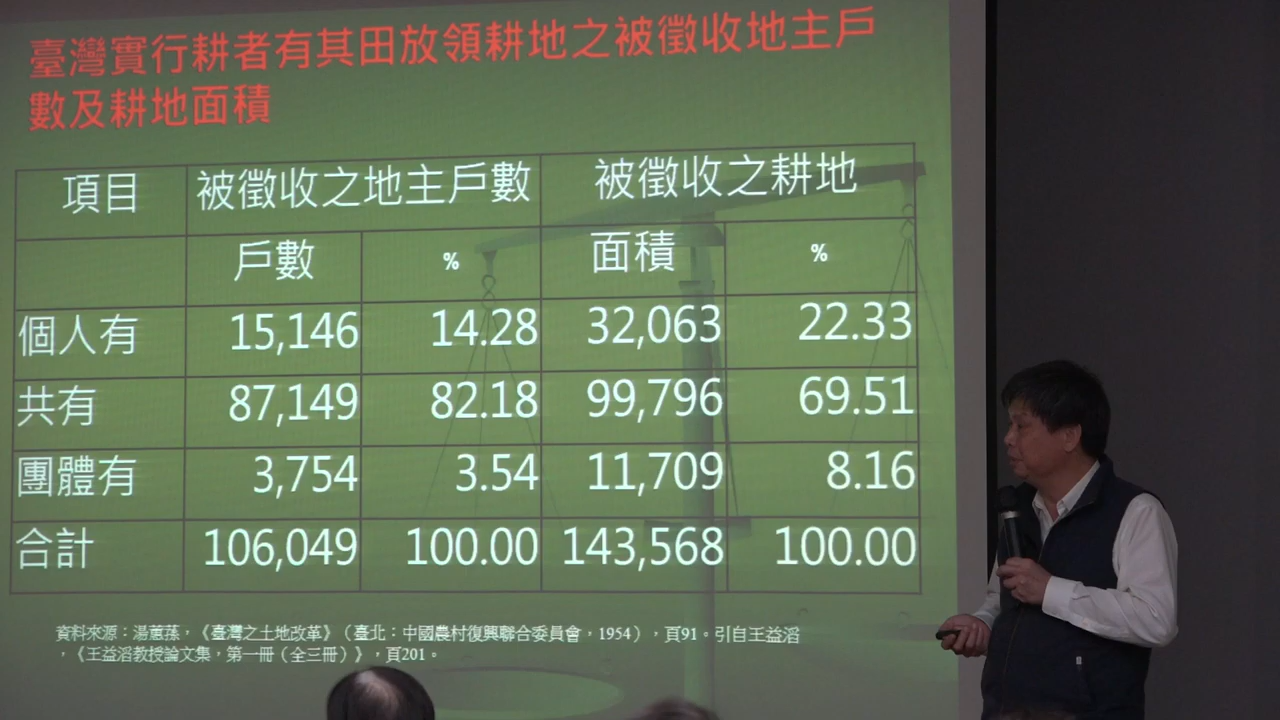 臺灣實行耕者有其田放領耕地之被徵收地主戶
數及耕地面積
項目 被徵收之地主戶數 被徵收之耕地
戶數 % 面積 %
個人有 15,146 14.28 32,063 22.33
共有 87,149 82.18 99,796 69.51
團體有 3,754 3.54 11,709 8.16
合計 106,049 100.00 143,568 100.00
資料來源：湯蕙蓀，《臺灣之土地改革》（臺北：中國農村復興聯合委員會，1954），頁91。引自王益滔
，《王益滔教授論文集，第一冊（全三冊）》，頁201。